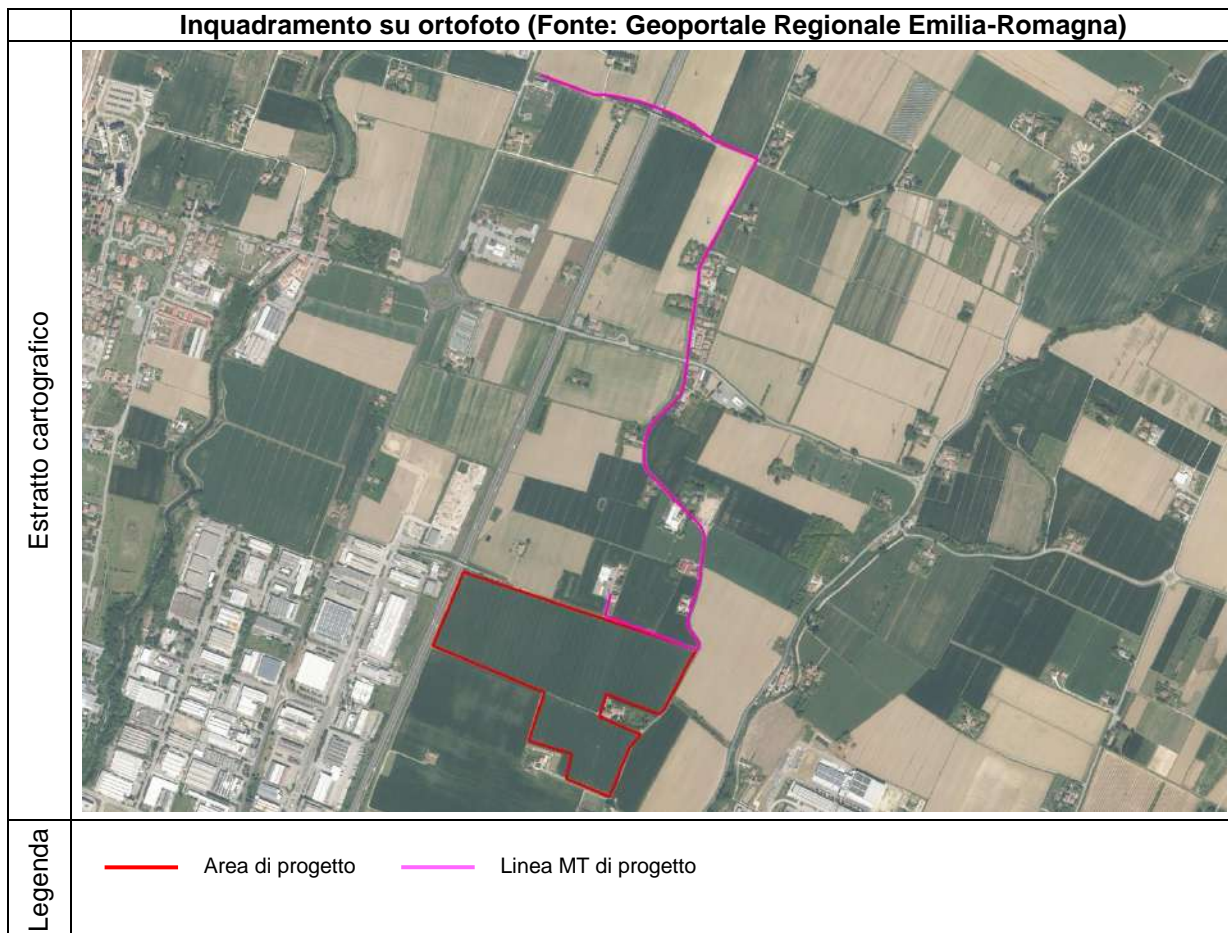 Inquadramento su ortofoto (Fonte: Geoportale Regionale Emilia-Romagna)
Estratto cartografico
Legenda
Area di progetto
Linea MT di progetto